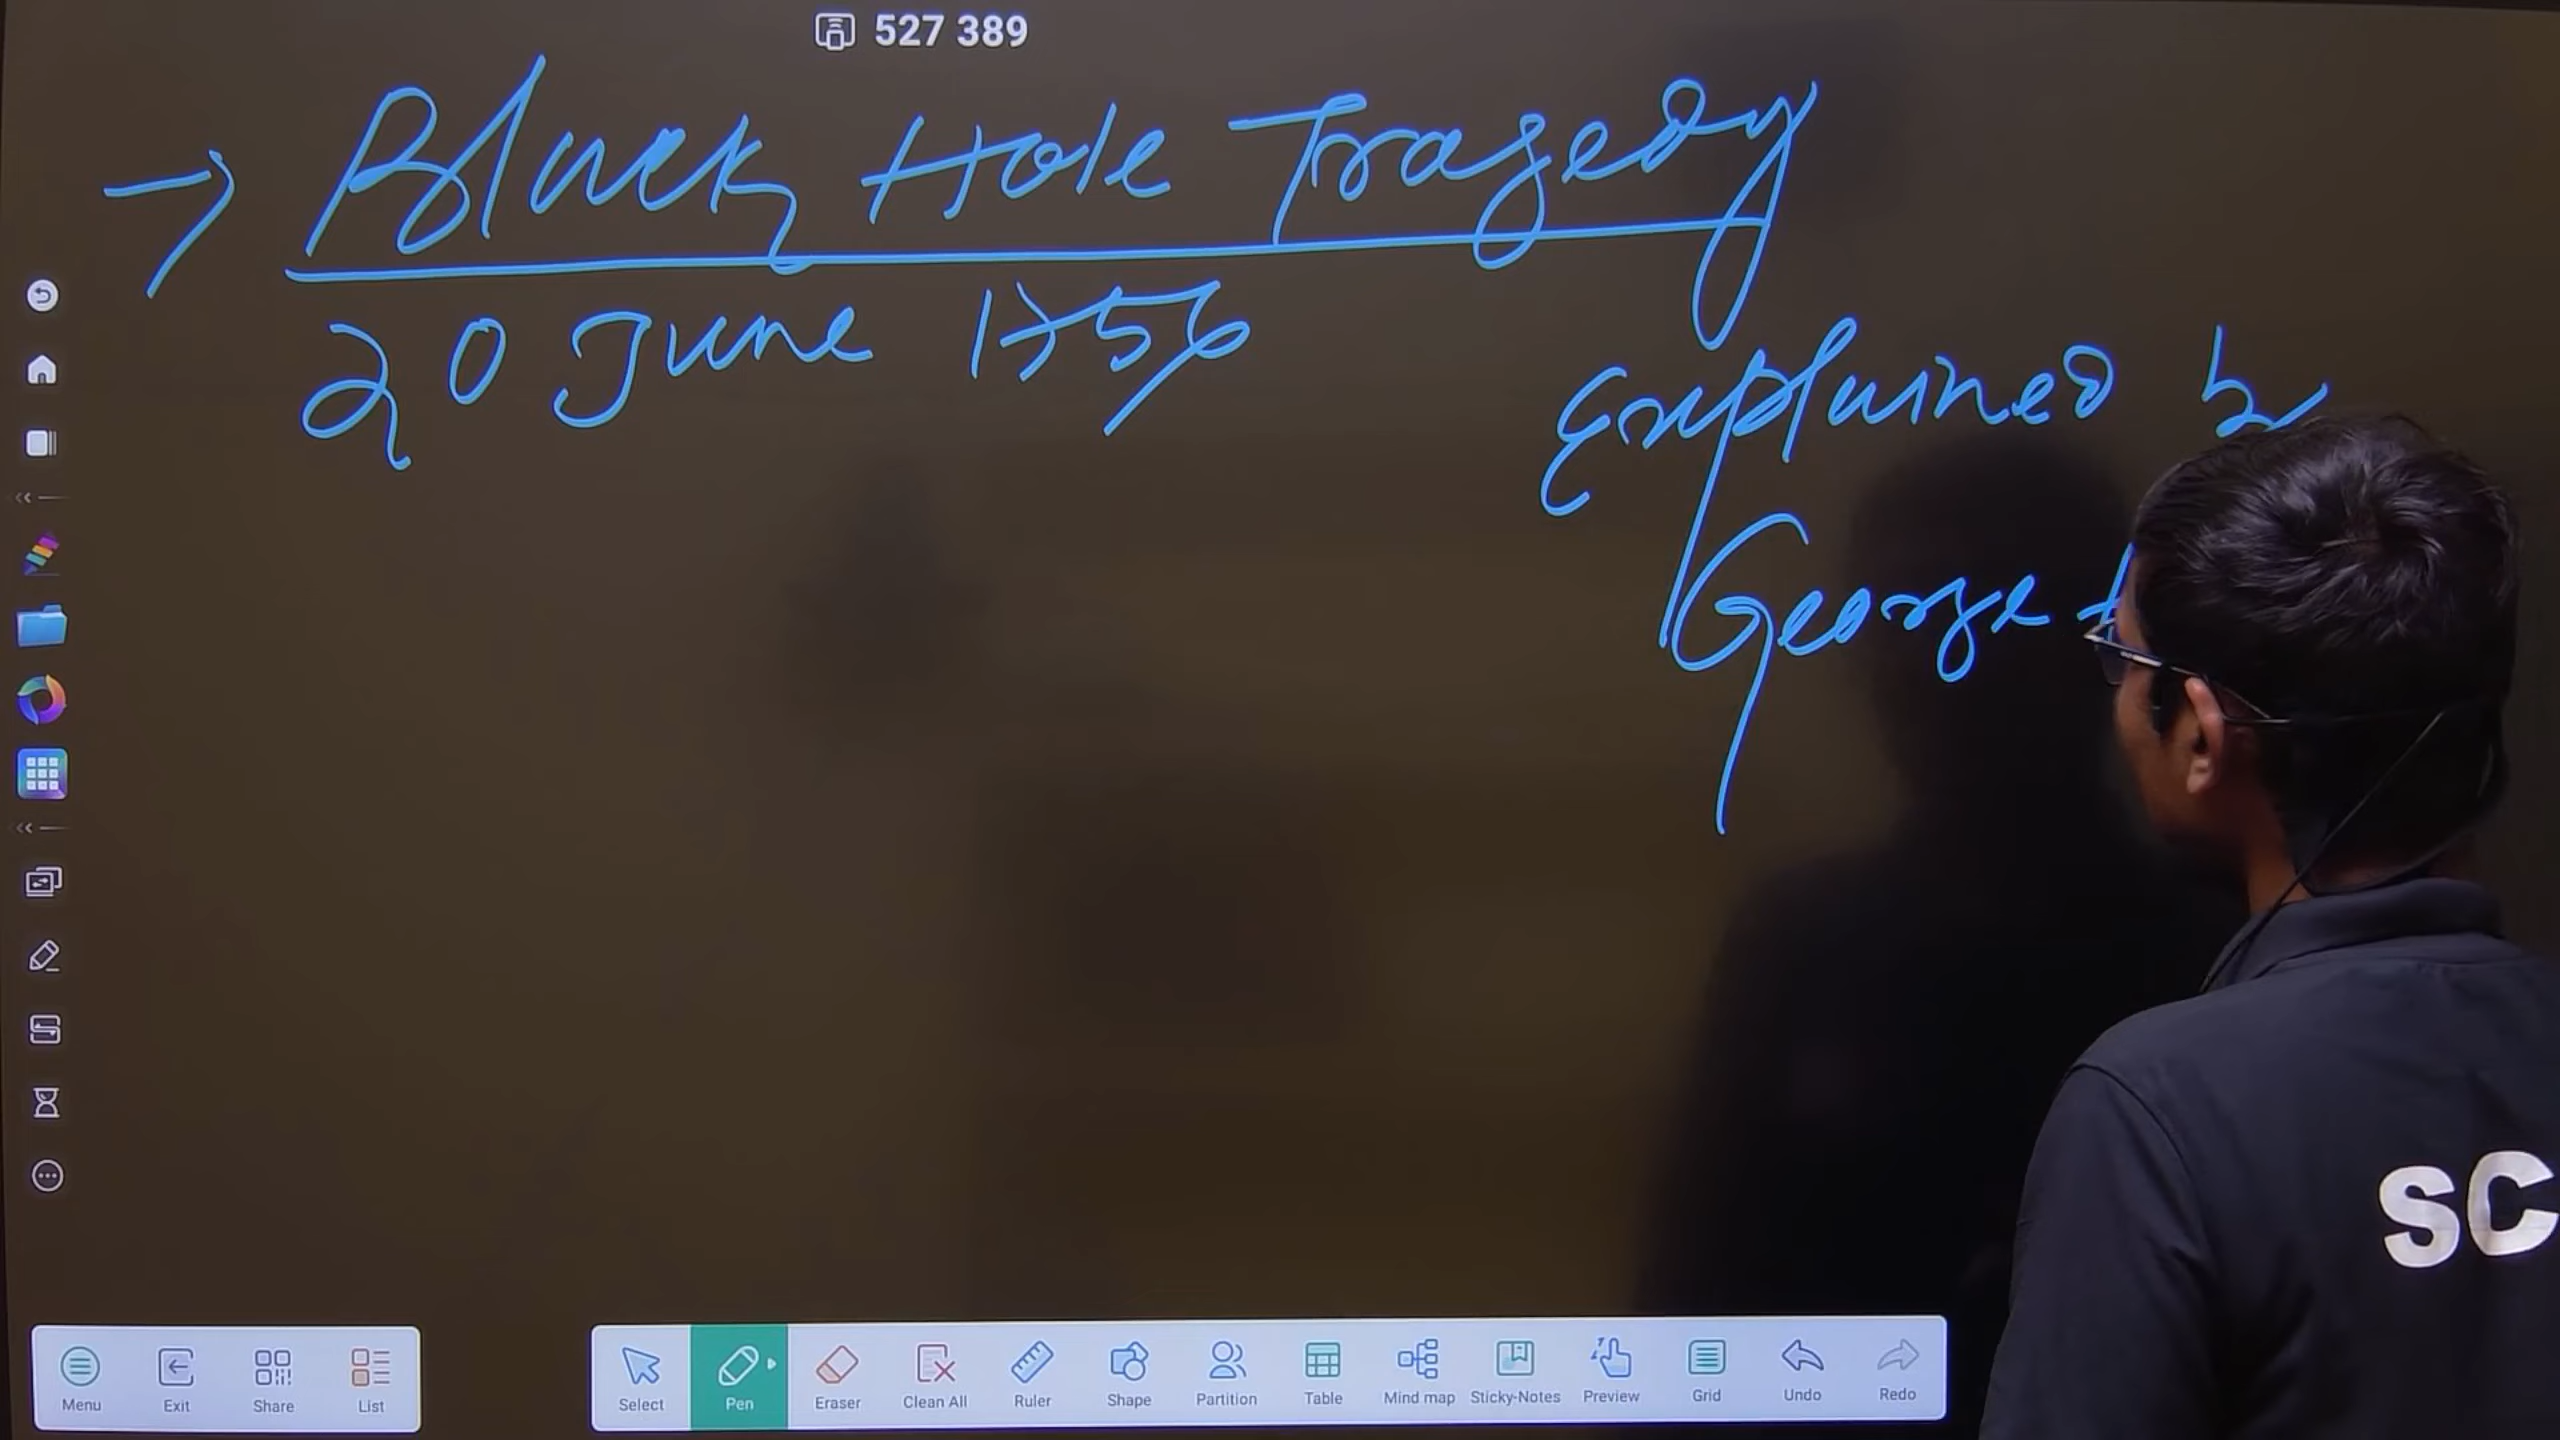 527 389
→ Black Hole Tragedy
20 June 1756
Explained by
George
SC
Menu Exit Share List
Select Pen Eraser Clean All Ruler Shape Partition Table Mind map Sticky-Notes Preview Grid Undo Redo